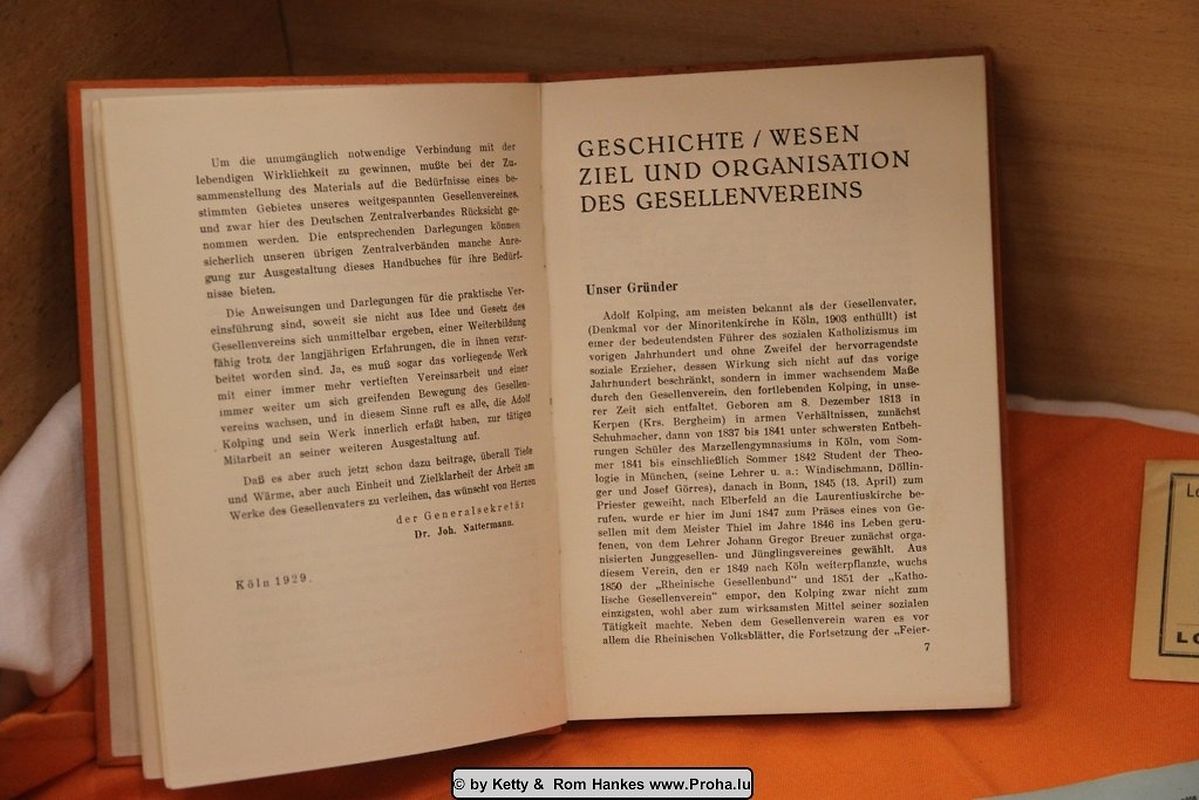 Um die unumgänglich notwendige Verbindung mit der
lebendigen Wirklichkeit zu gewinnen, mußte bei der Zu-
sammenstellung des Materials auf die Bedürfnisse eines be-
stimmten Gebietes unseres weitgespannten Gesellenvereines,
und zwar hier des Deutschen Zentralverbandes Rücksicht ge-
nommen werden. Die entsprechenden Darlegungen können
sicherlich unseren übrigen Zentralverbänden manche Anre-
gung zur Ausgestaltung dieses Handbuches für ihre Bedürf-
nisse bieten.
Die Anweisungen und Darlegungen für die praktische Ver-
einsführung sind, soweit sie nicht aus Idee und Gesetz des
Gesellenvereins sich unmittelbar ergeben, einer Weiterbildung
fähig trotz der langjährigen Erfahrungen, die in ihnen verar-
beitet worden sind. Ja, es muß sogar das vorliegende Werk
mit einer immer mehr vertieften Vereinsarbeit und einer
immer weiter um sich greifenden Bewegung des Gesellen-
vereins wachsen, und in diesem Sinne ruft es alle, die Adolf
Kolping und sein Werk innerlich erfaßt haben, zur tätigen
Mitarbeit an seiner weiteren Ausgestaltung auf.
Daß es aber auch jetzt schon dazu beitrage, überall Tiefe
und Wärme, aber auch Einheit und Zielklarheit der Arbeit am
Werke des Gesellenvaters zu verleihen, das wünscht von Herzen
der Generalsekretär
Dr. Joh. Nattermann.
Köln 1929.
GESCHICHTE / WESEN
ZIEL UND ORGANISATION
DES GESELLENVEREINS
Unser Gründer
Adolf Kolping, am meisten bekannt als der Gesellenvater,
(Denkmal vor der Minoritenkirche in Köln, 1903 enthüllt) ist
einer der bedeutendsten Führer des sozialen Katholizismus im
vorigen Jahrhundert und ohne Zweifel der hervorragendste
soziale Erzieher, dessen Wirkung sich nicht auf das vorige
Jahrhundert beschränkt, sondern in immer wachsendem Maße
durch den Gesellenverein, den fortlebenden Kolping, in unse-
rer Zeit sich entfaltet. Geboren am 8. Dezember 1813 in
Kerpen (Krs. Bergheim) in armen Verhältnissen, zunächst
Schuhmacher, dann von 1837 bis 1841 unter schwersten Entbeh-
rungen Schüler des Marzellengymnasiums in Köln, vom Som-
mer 1841 bis einschließlich Sommer 1842 Student der Theo-
logie in München, (seine Lehrer u. a.: Windischmann, Döllin-
ger und Josef Görres), danach in Bonn, 1845 (13. April) zum
Priester geweiht, nach Elberfeld an die Laurentiuskirche be-
rufen, wurde er hier im Juni 1847 zum Präses eines von Ge-
sellen mit dem Meister Thiel im Jahre 1846 ins Leben geru-
fenen, von dem Lehrer Johann Gregor Breuer zunächst orga-
nisierten Junggesellen- und Jünglingsvereines gewählt. Aus
diesem Verein, den er 1849 nach Köln weiterpflanzte, wuchs
1850 der „Rheinische Gesellenbund" und 1851 der „Katho-
lische Gesellenverein" empor, den Kolping zwar nicht zum
einzigsten, wohl aber zum wirksamsten Mittel seiner sozialen
Tätigkeit machte. Neben dem Gesellenverein waren es vor
allem die Rheinischen Volksblätter, die Fortsetzung der „Feier-
7
© by Ketty & Rom Hankes www.Proha.lu